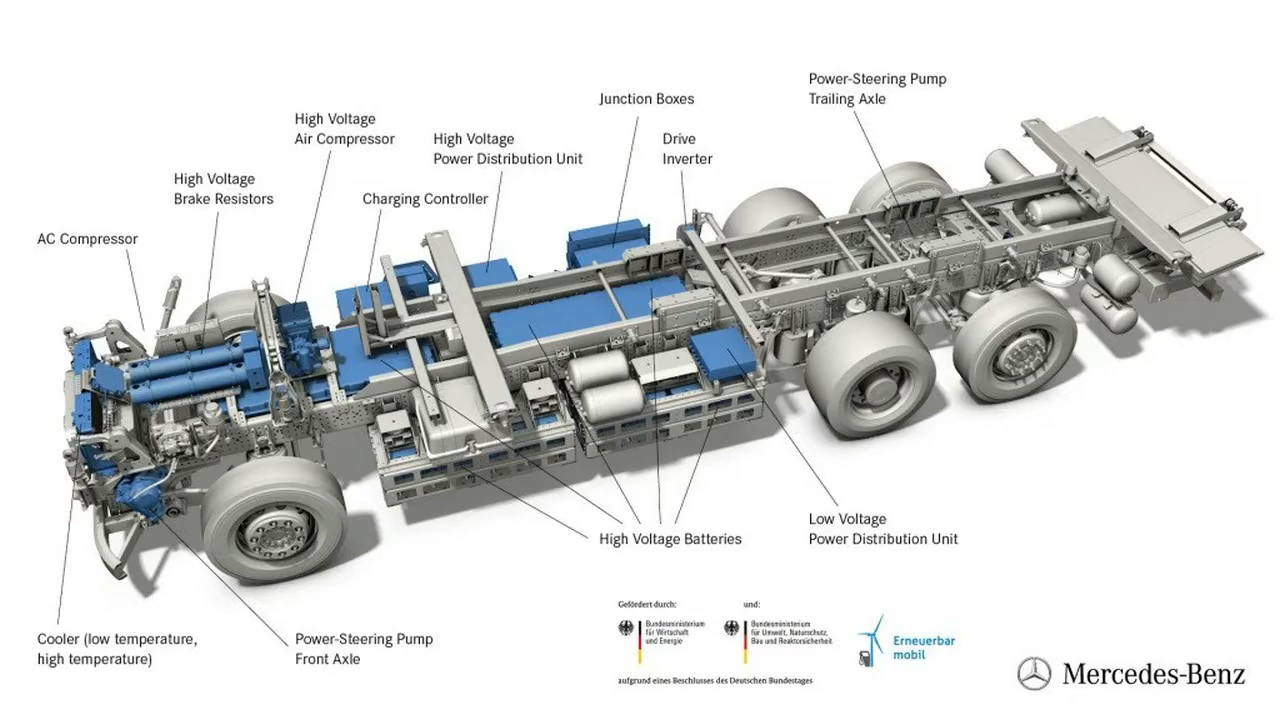 Power-Steering Pump
Trailing Axle
Junction Boxes
High Voltage
Air Compressor
High Voltage
Power Distribution Unit
Drive
Inverter
High Voltage
Brake Resistors
Charging Controller
AC Compressor
Low Voltage
Power Distribution Unit
High Voltage Batteries
Cooler (low temperature,
high temperature)
Power-Steering Pump
Front Axle
Gefördert durch:
und:
Bundesministerium
für Wirtschaft
und Energie
Bundesministerium
für Umwelt, Naturschutz,
Bau und Reaktorsicherheit
Erneuerbar
mobil
aufgrund eines Beschlusses des Deutschen Bundestages
Mercedes-Benz